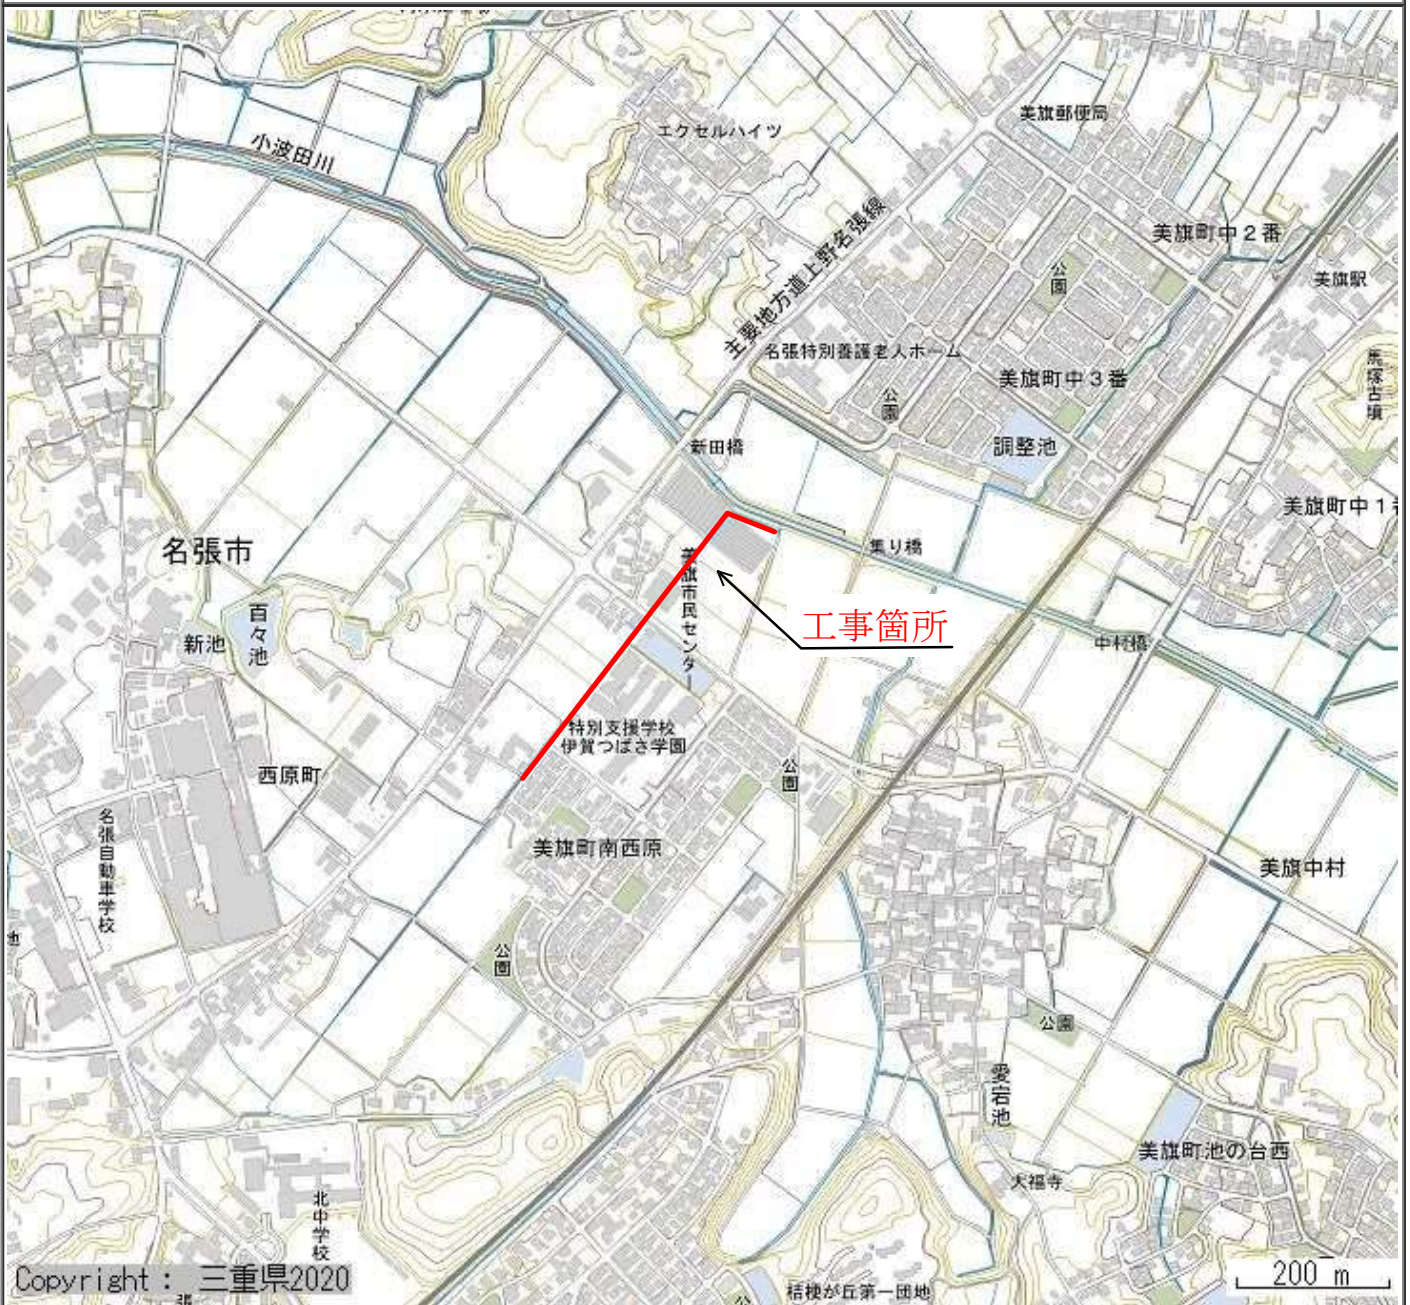 小波田川
エクセルハイツ
美旗郵便局
主要地方道上野名張線
美旗町中2番
公園
美旗駅
名張特別養護老人ホーム
美旗町中3番
馬塚古墳
公園
新田橋
調整池
美旗町中1
名張市
美旗市民センター
集り橋
工事箇所
百々池
新池
中村橋
特別支援学校
伊賀つばさ学園
西原町
公園
名張自動車学校
美旗町南西原
美旗中村
池
公園
公園
愛宕池
美旗町池の台西
大福寺
北中学校
Copyright : 三重県2020
200 m
桔梗が丘第一団地
公